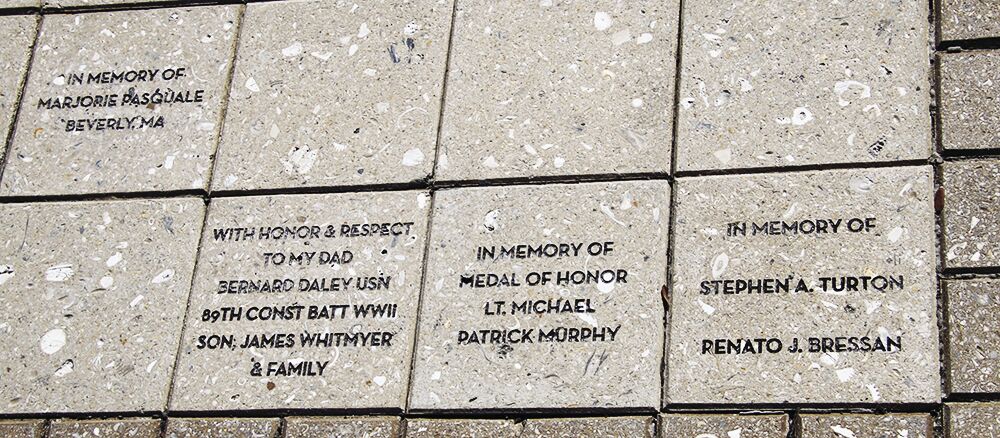 IN MEMORY OF
MARJORIE PASQUALE
BEVERLY, MA
WITH HONOR & RESPECT
TO MY DAD
BERNARD DALEY USN
89TH CONST BATT WWII
SON; JAMES WHITMYER
& FAMILY
IN MEMORY OF
MEDAL OF HONOR
LT. MICHAEL
PATRICK MURPHY
IN MEMORY OF
STEPHEN A. TURTON
RENATO J. BRESSAN